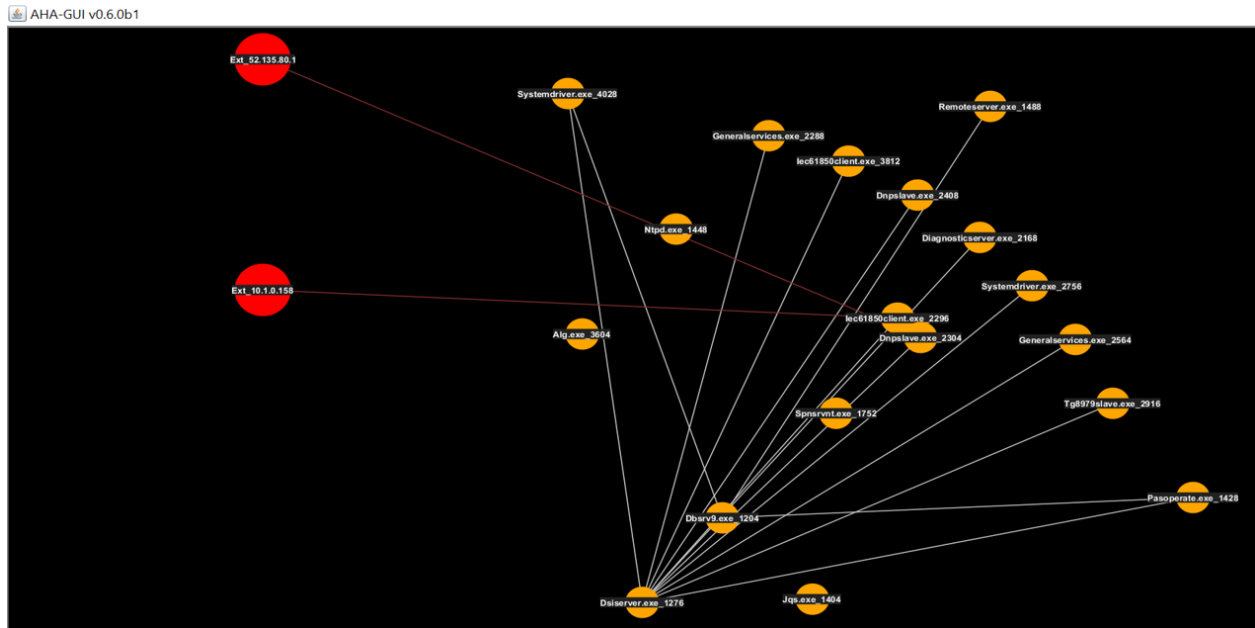 AHA-GUI v0.6.0b1
Ext_52.135.80.1
Systemdriver.exe_4028
Remoteserver.exe_1488
Generalservices.exe_2288
Iec61850client.exe_3812
Dnpslave.exe_2408
Ntpd.exe_1448
Diagnosticserver.exe_2168
Systemdriver.exe_2756
Ext_10.1.0.158
Iec61850client.exe_2296
Alg.exe_3604
Dnpslave.exe_2304
Generalservices.exe_2564
Tg8979slave.exe_2916
Spnsrvnt.exe_1752
Pasoperate.exe_1428
Dbsrv9.exe_1204
Jqs.exe_1404
Dsiserver.exe_1276